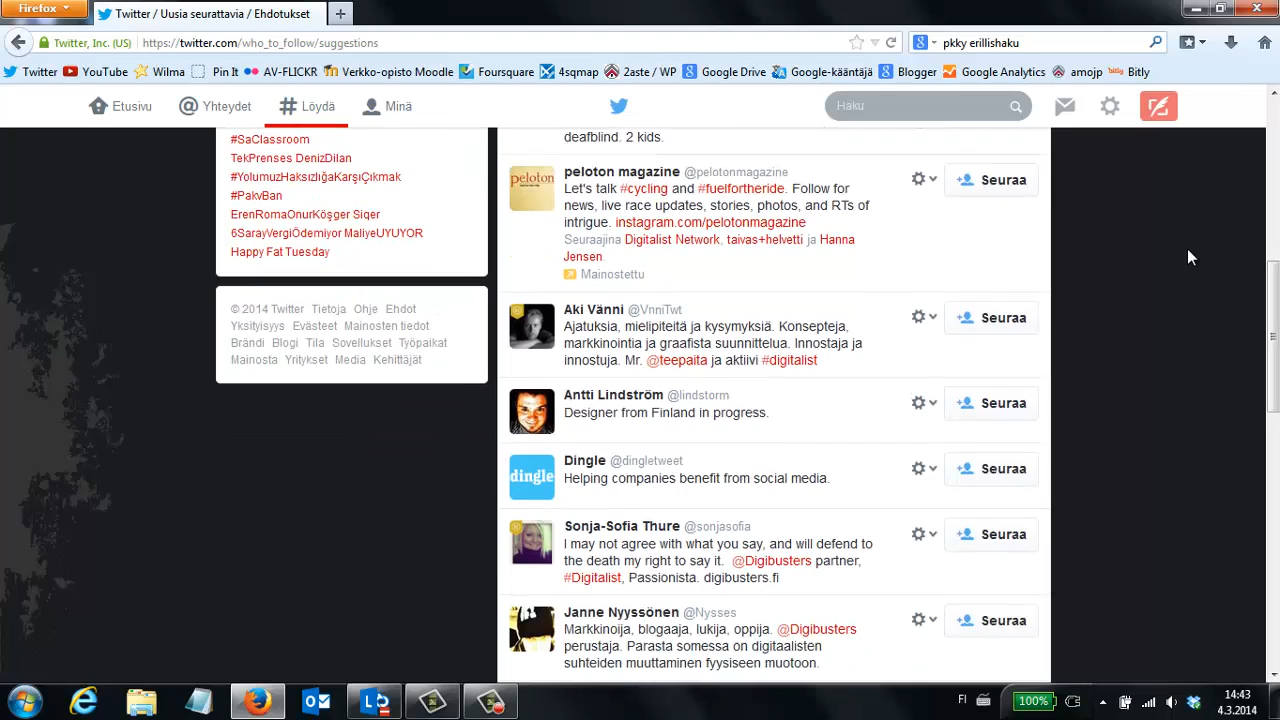 Firefox
Twitter / Uusia seurattavia / Ehdotukset
Twitter, Inc. (US)
https://twitter.com/who_to_follow/suggestions
pkky erillishaku
Twitter
YouTube
Wilma
Pin It
AV-FLICKR
Verkko-opisto Moodle
Foursquare
4sqmap
2aste / WP
Google Drive
Google-kääntäjä
Blogger
Google Analytics
amojp
Bitly
Etusivu
Yhteydet
Löydä
Minä
Haku
#SaClassroom
TekPrenses DenizDilan
#YolumuzHaksızlığaKarşıÇıkmak
#PakvBan
ErenRomaOnurKöşger Siqer
6SarayVergiÖdemiyor MaliyeUYUYOR
Happy Fat Tuesday
© 2014 Twitter Tietoja Ohje Ehdot
Yksityisyys Evästeet Mainosten tiedot
Brändi Blogi Tila Sovellukset Työpaikat
Mainosta Yritykset Media Kehittäjät
deafblind. 2 kids.
peloton
peloton magazine @pelotonmagazine
Let's talk #cycling and #fuelfortheride. Follow for
news, live race updates, stories, photos, and RTs of
intrigue. instagram.com/pelotonmagazine
Seuraajina Digitalist Network, taivas+helvetti ja Hanna
Jensen
Mainostettu
Seuraa
Aki Vänni @VnniTwt
Ajatuksia, mielipiteitä ja kysymyksiä. Konsepteja,
markkinointia ja graafista suunnittelua. Innostaja ja
innostuja. Mr. @teepaita ja aktiivi #digitalist
Seuraa
Antti Lindström @lindstorm
Designer from Finland in progress.
Seuraa
dingle
Dingle @dingletweet
Helping companies benefit from social media.
Seuraa
Sonja-Sofia Thure @sonjasofia
I may not agree with what you say, and will defend to
the death my right to say it. @Digibusters partner,
#Digitalist, Passionista. digibusters.fi
Seuraa
Janne Nyyssönen @Nysses
Markkinoija, blogaaja, lukija, oppija. @Digibusters
perustaja. Parasta somessa on digitaalisten
suhteiden muuttaminen fyysiseen muotoon.
Seuraa
FI
100%
14:43
4.3.2014